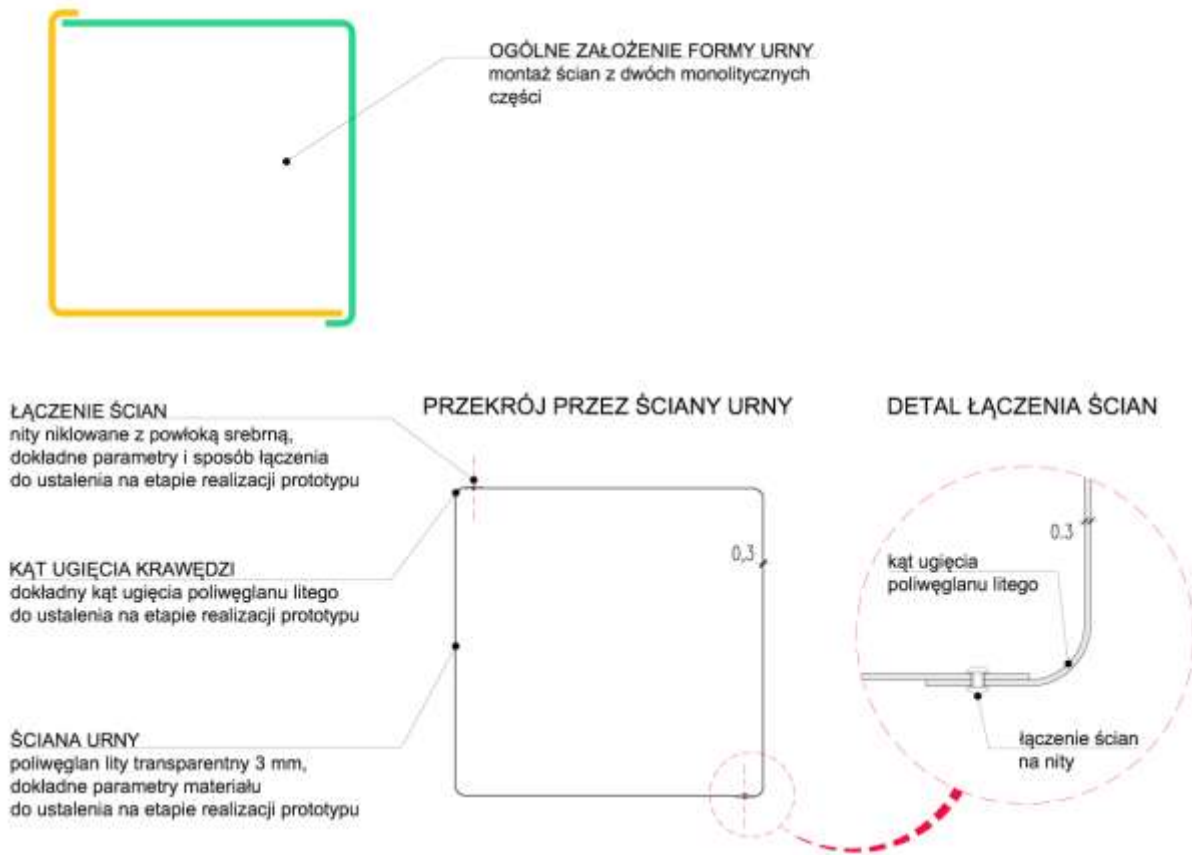 OGÓLNE ZAŁOŻENIE FORMY URNY
montaż ścian z dwóch monolitycznych
części
ŁĄCZENIE ŚCIAN
nity niklowane z powłoką srebrną,
dokładne parametry i sposób łączenia
do ustalenia na etapie realizacji prototypu
KĄT UGIĘCIA KRAWĘDZI
dokładny kąt ugięcia poliwęglanu litego
do ustalenia na etapie realizacji prototypu
ŚCIANA URNY
poliwęglan lity transparentny 3 mm,
dokładne parametry materiału
do ustalenia na etapie realizacji prototypu
PRZEKRÓJ PRZEZ ŚCIANY URNY
0,3
DETAL ŁĄCZENIA ŚCIAN
0.3
kąt ugięcia
poliwęglanu litego
łączenie ścian
na nity